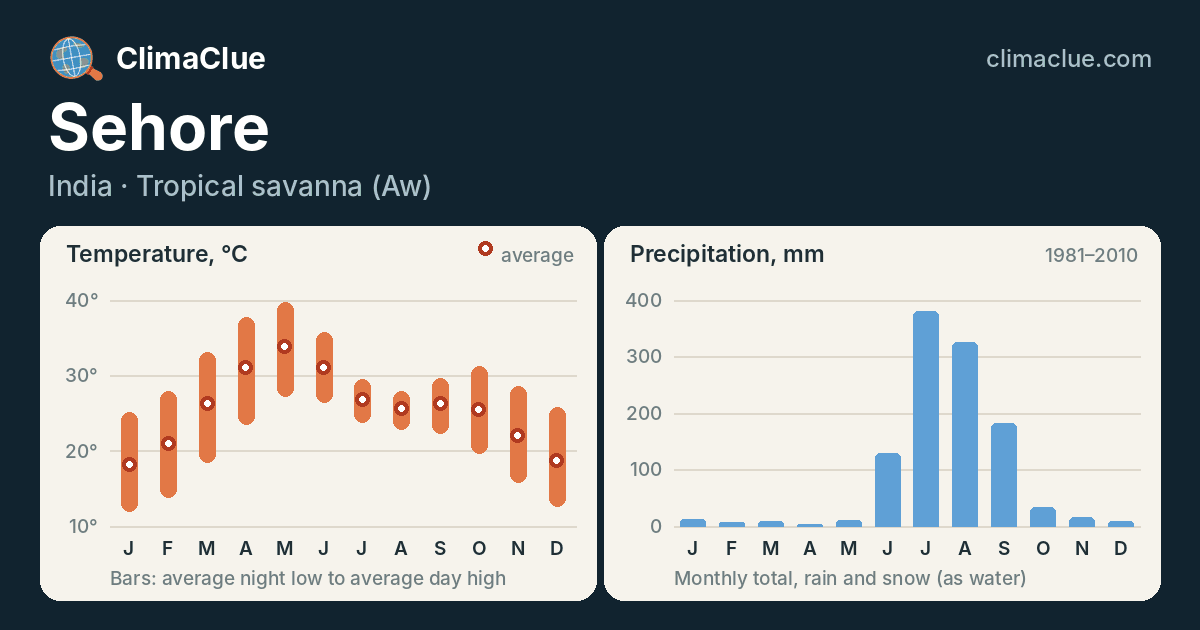 ClimaClue
climaclue.com
Sehore
India · Tropical savanna (Aw)
Temperature, °C
average
40°
30°
20°
10°
J F M A M J J A S O N D
Bars: average night low to average day high
Precipitation, mm
1981–2010
400
300
200
100
0
J F M A M J J A S O N D
Monthly total, rain and snow (as water)